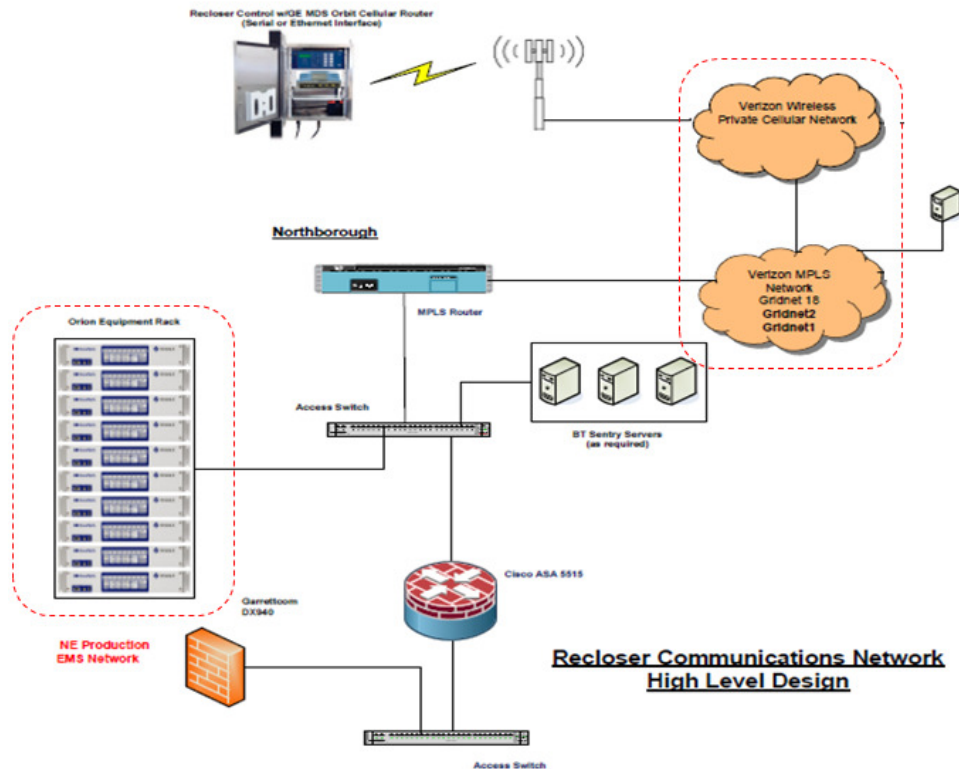 Recloser Control w/GE MDS Orbit Cellular Router
(Serial or Ethernet Interface)
Verizon Wireless
Private Cellular Network
Northborough
Verizon MPLS
Network
Gridnet 18
Gridnet2
Gridnet1
MPLS Router
Orion Equipment Rack
Access Switch
BT Sentry Servers
(as required)
Cisco ASA 5515
Garrettcom
DX940
NE Production
EMS Network
Recloser Communications Network
High Level Design
Access Switch